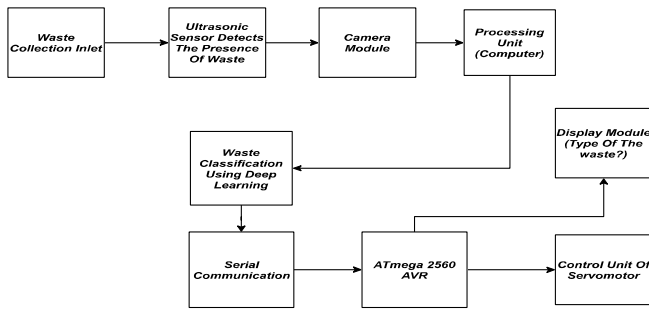 Waste
Collection Inlet
Ultrasonic
Sensor Detects
The Presence
Of Waste
Camera
Module
Processing
Unit
(Computer)
Waste
Classification
Using Deep
Learning
Display Module
(Type Of The
waste?)
Serial
Communication
ATmega 2560
AVR
Control Unit Of
Servomotor